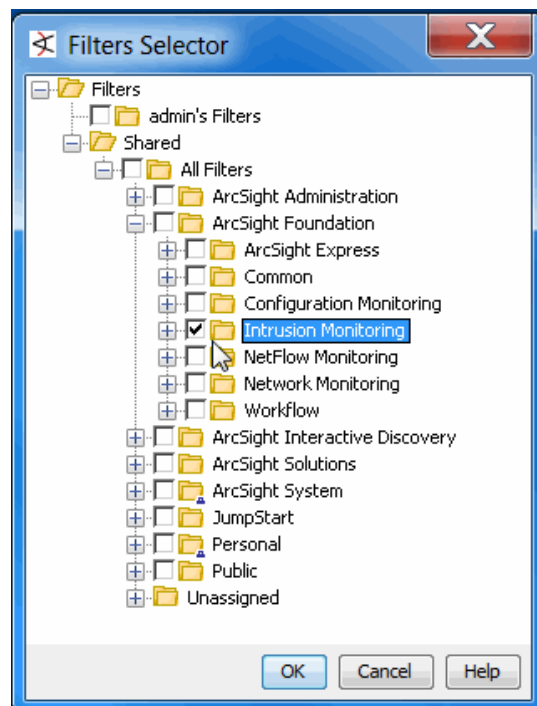 Filters Selector
Filters
admin's Filters
Shared
All Filters
ArcSight Administration
ArcSight Foundation
ArcSight Express
Common
Configuration Monitoring
Intrusion Monitoring
NetFlow Monitoring
Network Monitoring
Workflow
ArcSight Interactive Discovery
ArcSight Solutions
ArcSight System
JumpStart
Personal
Public
Unassigned
OK Cancel Help